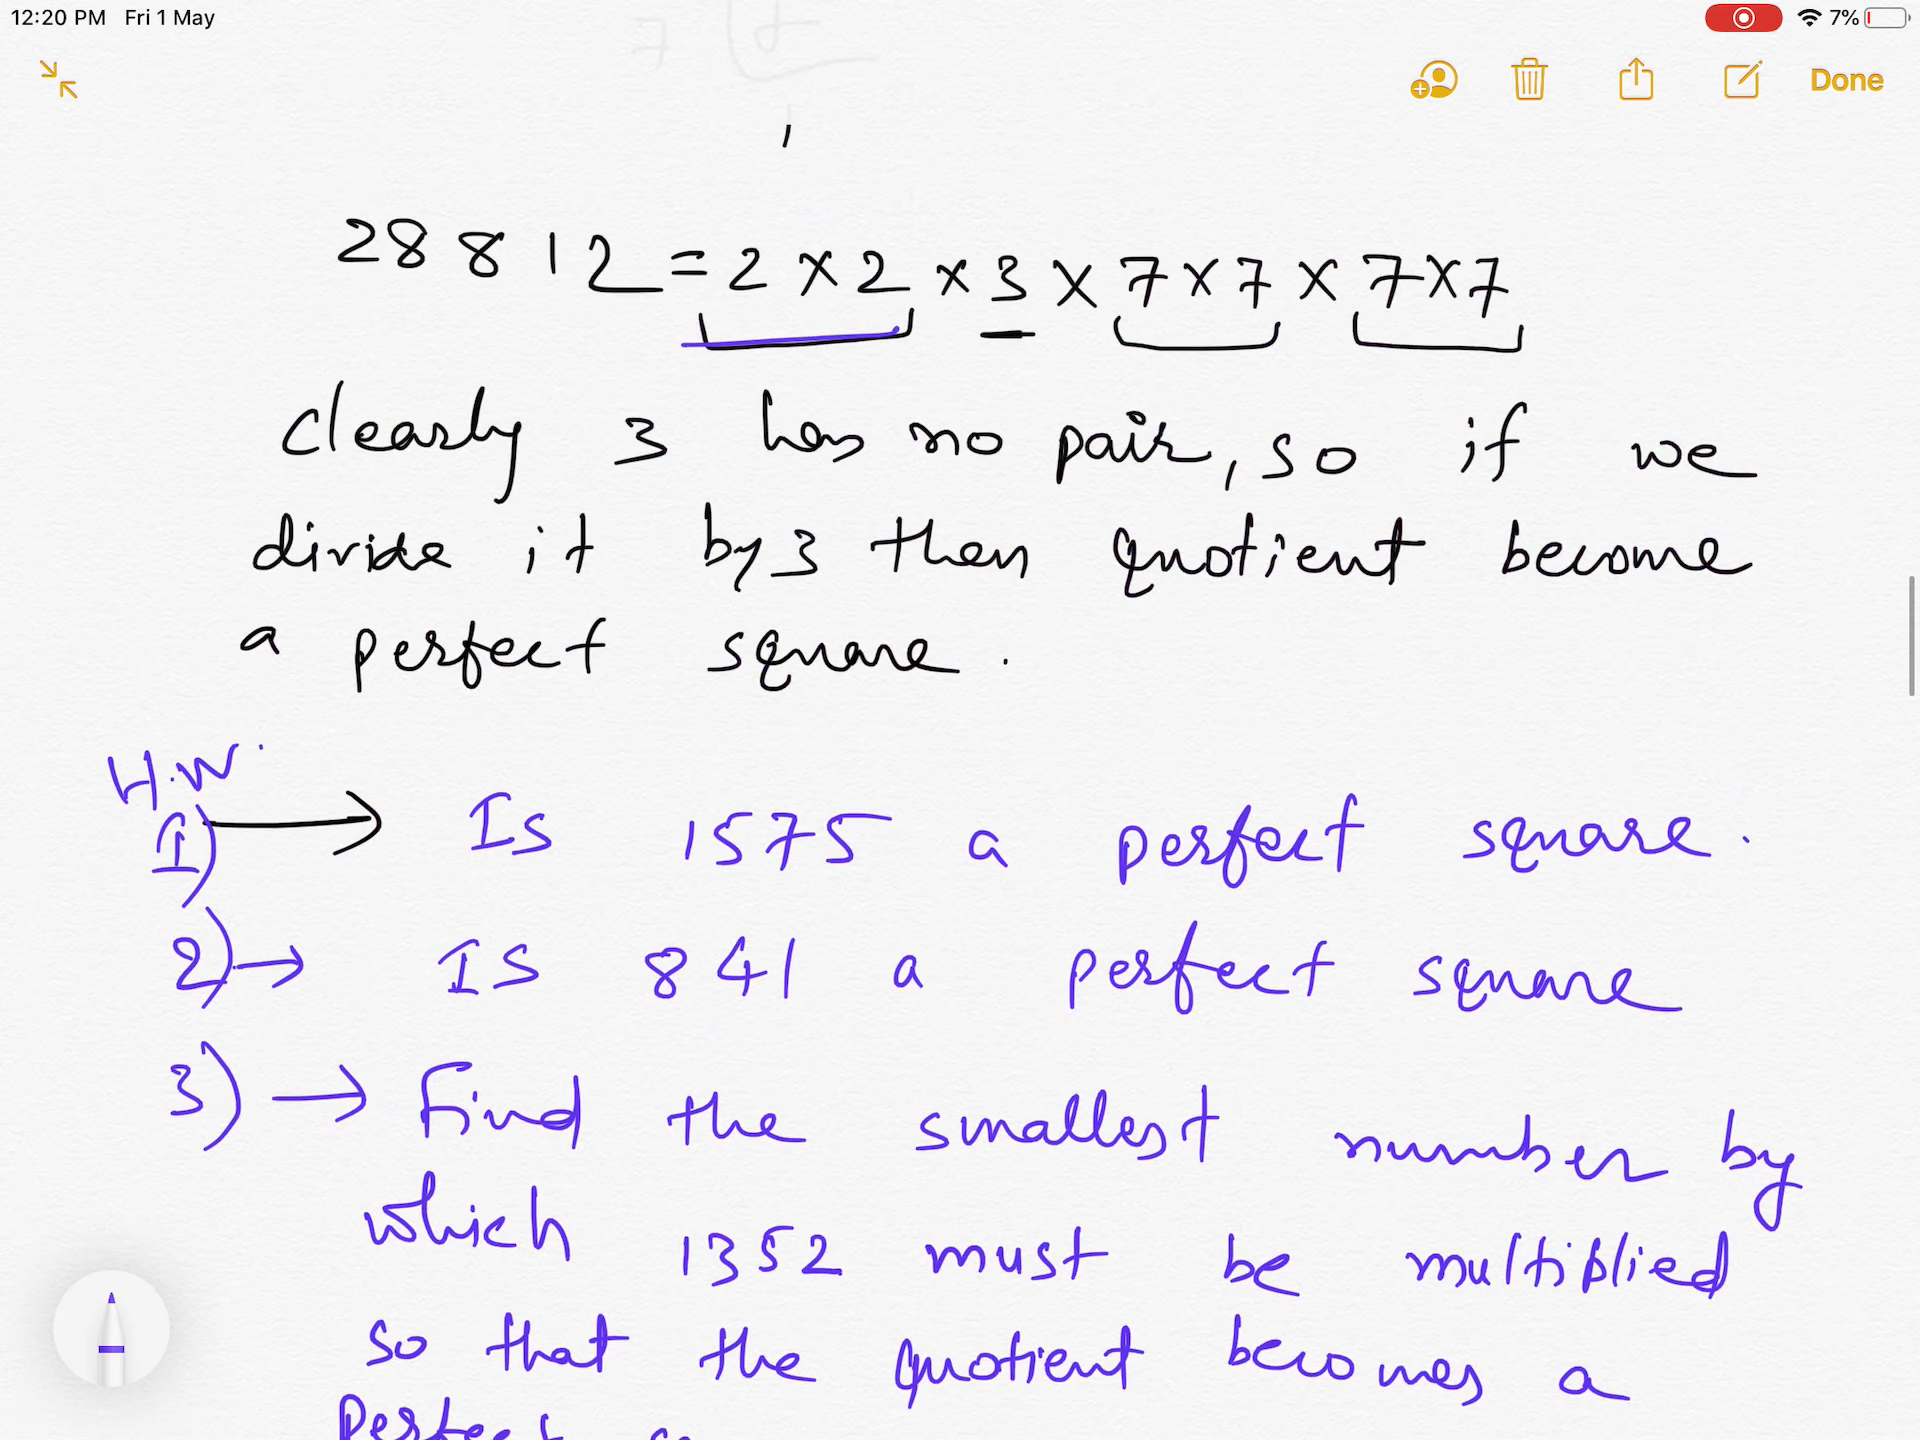 12:20 PM Fri 1 May 7%
Done
28812 = 2 × 2 × 3 × 7 × 7 × 7 × 7
clearly 3 has no pair, so if we
divide it by 3 then quotient become
a perfect square.
H.W.
1) → Is 1575 a perfect square.
2) → Is 841 a perfect square
3) → Find the smallest number by
which 1352 must be multiplied
so that the quotient becomes a
Perfect